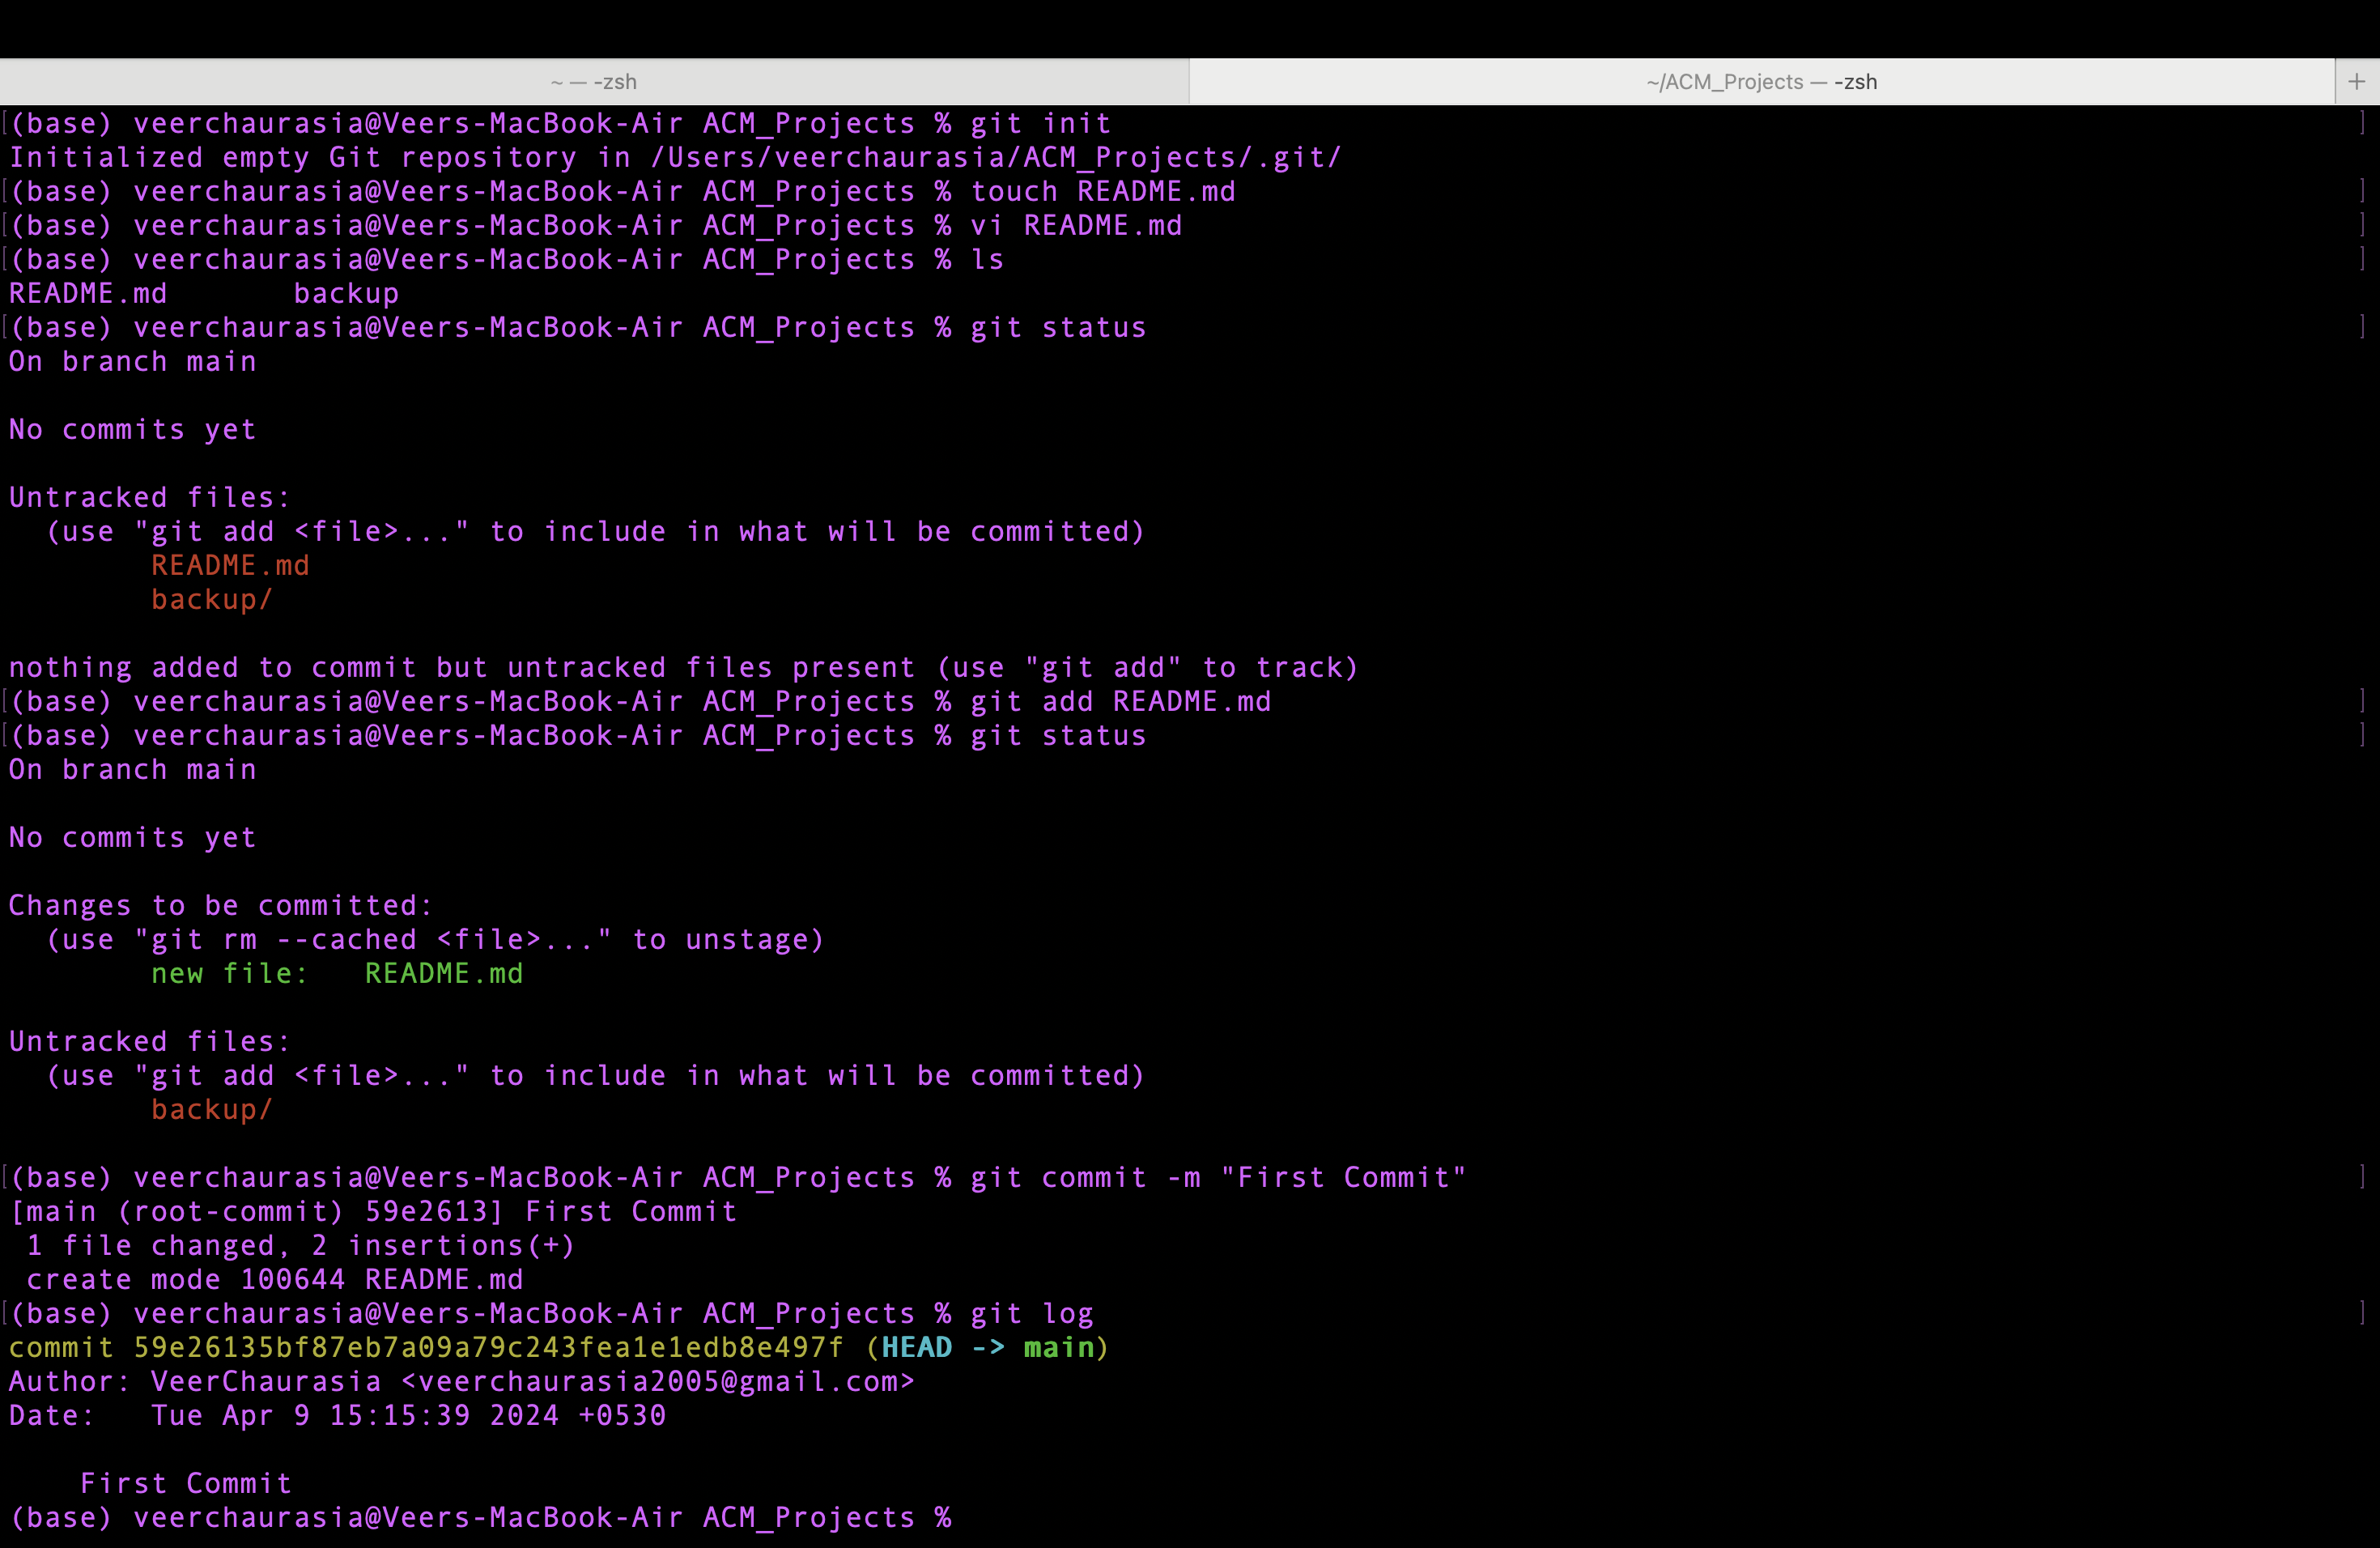 ~ — -zsh
~/ACM_Projects — -zsh
+
[(base) veerchaurasia@Veers-MacBook-Air ACM_Projects % git init ]
Initialized empty Git repository in /Users/veerchaurasia/ACM_Projects/.git/
[(base) veerchaurasia@Veers-MacBook-Air ACM_Projects % touch README.md ]
[(base) veerchaurasia@Veers-MacBook-Air ACM_Projects % vi README.md ]
[(base) veerchaurasia@Veers-MacBook-Air ACM_Projects % ls ]
README.md       backup
[(base) veerchaurasia@Veers-MacBook-Air ACM_Projects % git status ]
On branch main
No commits yet
Untracked files:
  (use "git add <file>..." to include in what will be committed)
        README.md
        backup/
nothing added to commit but untracked files present (use "git add" to track)
[(base) veerchaurasia@Veers-MacBook-Air ACM_Projects % git add README.md ]
[(base) veerchaurasia@Veers-MacBook-Air ACM_Projects % git status ]
On branch main
No commits yet
Changes to be committed:
  (use "git rm --cached <file>..." to unstage)
        new file:   README.md
Untracked files:
  (use "git add <file>..." to include in what will be committed)
        backup/
[(base) veerchaurasia@Veers-MacBook-Air ACM_Projects % git commit -m "First Commit" ]
[main (root-commit) 59e2613] First Commit
 1 file changed, 2 insertions(+)
 create mode 100644 README.md
[(base) veerchaurasia@Veers-MacBook-Air ACM_Projects % git log ]
commit 59e26135bf87eb7a09a79c243fea1e1edb8e497f (HEAD -> main)
Author: VeerChaurasia <veerchaurasia2005@gmail.com>
Date:   Tue Apr 9 15:15:39 2024 +0530
    First Commit
(base) veerchaurasia@Veers-MacBook-Air ACM_Projects %